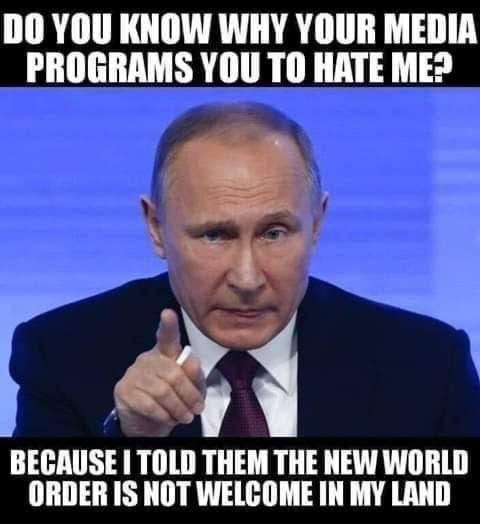 DO YOU KNOW WHY YOUR MEDIA
PROGRAMS YOU TO HATE ME?
BECAUSE I TOLD THEM THE NEW WORLD
ORDER IS NOT WELCOME IN MY LAND